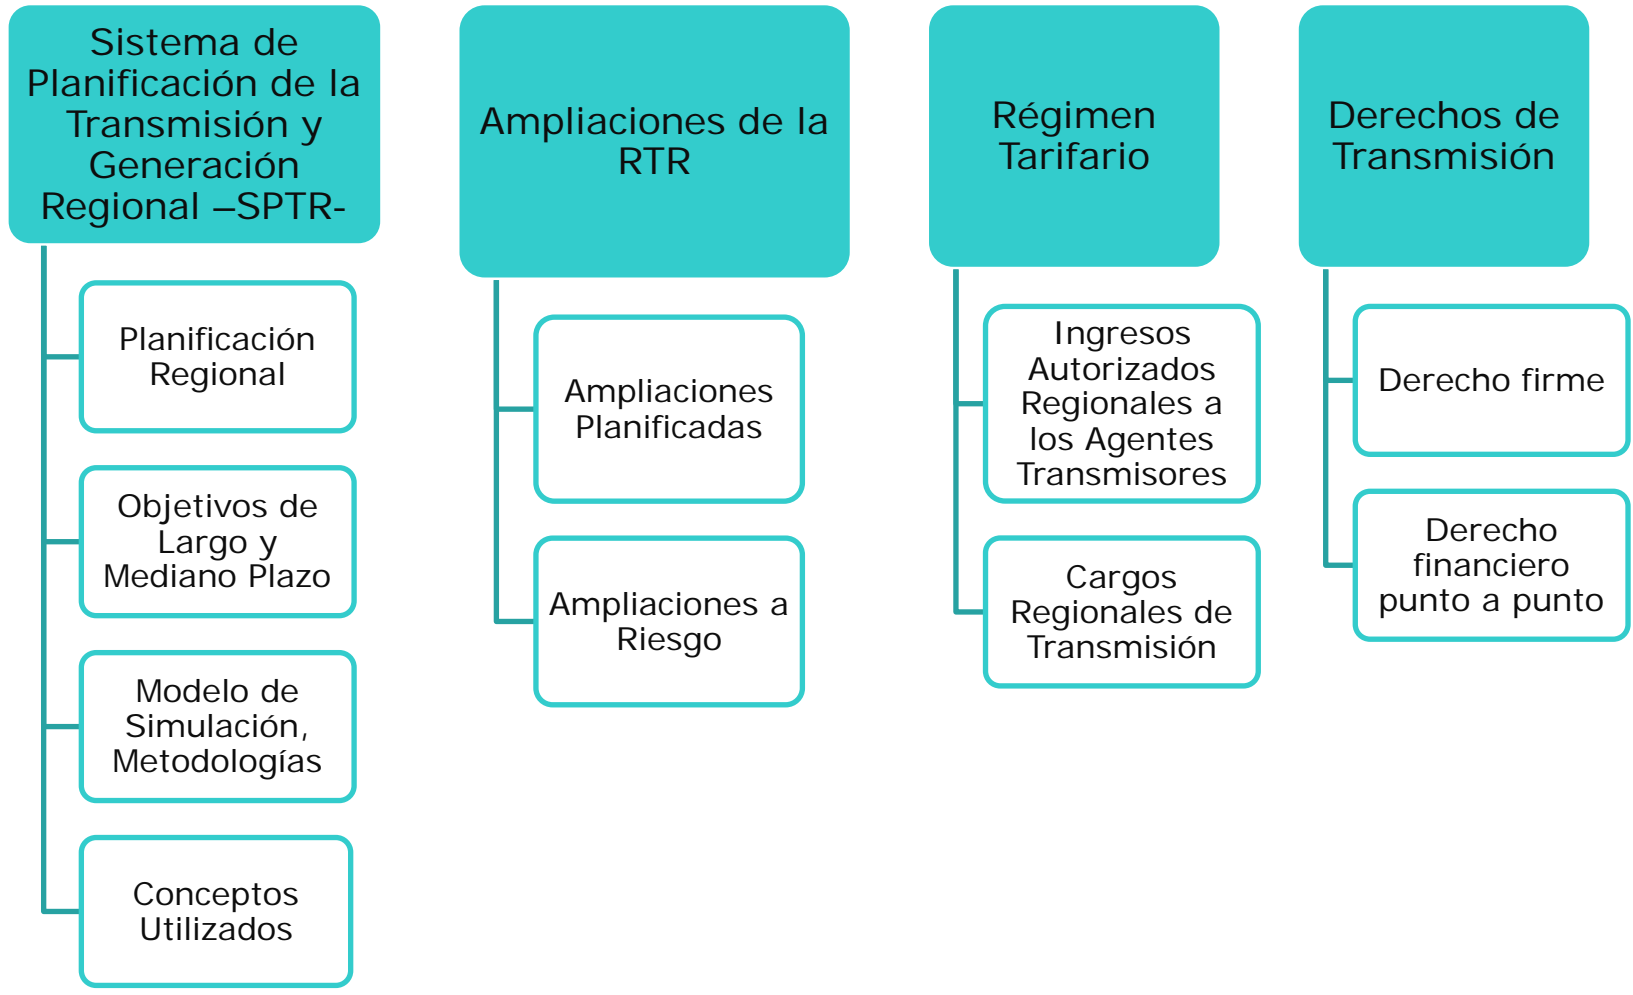 Sistema de
Planificación de la
Transmisión y
Generación
Regional –SPTR-
Planificación
Regional
Objetivos de
Largo y
Mediano Plazo
Modelo de
Simulación,
Metodologías
Conceptos
Utilizados
Ampliaciones de la
RTR
Ampliaciones
Planificadas
Ampliaciones a
Riesgo
Régimen
Tarifario
Ingresos
Autorizados
Regionales a
los Agentes
Transmisores
Cargos
Regionales de
Transmisión
Derechos de
Transmisión
Derecho firme
Derecho
financiero
punto a punto